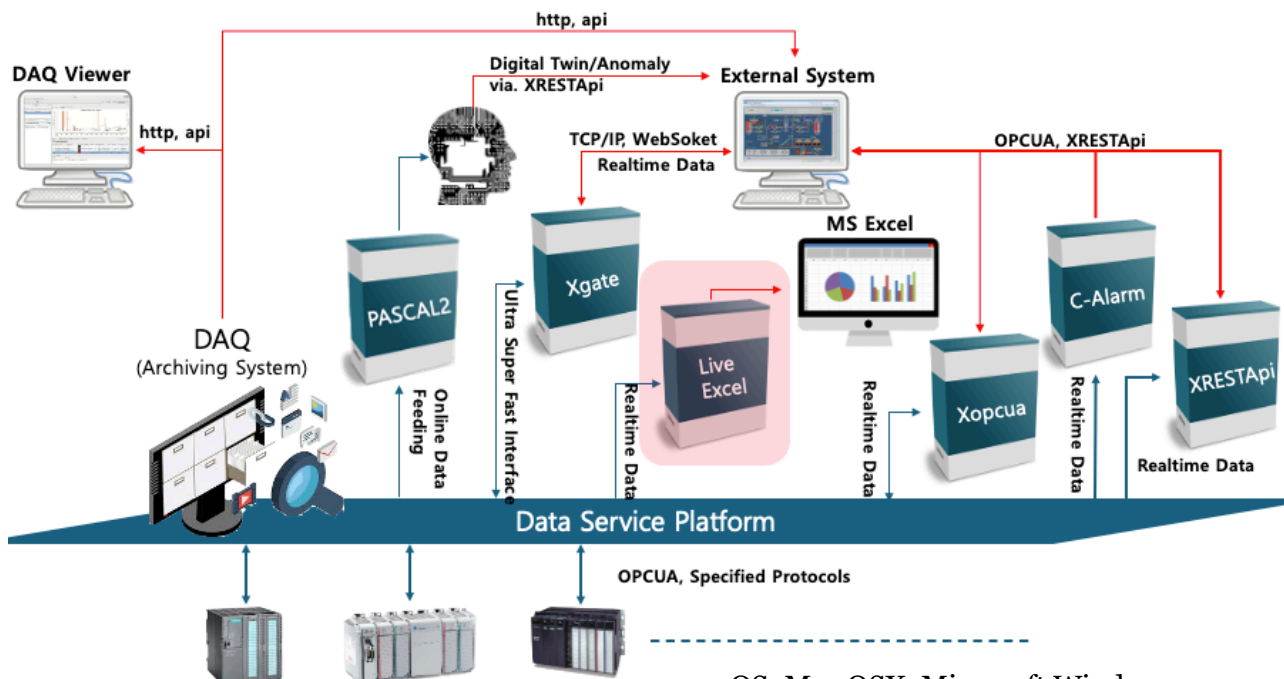 http, api
DAQ Viewer
Digital Twin/Anomaly
via. XRESTApi
External System
http, api
TCP/IP, WebSoket
Realtime Data
OPCUA, XRESTApi
MS Excel
PASCAL2
Xgate
Live
Excel
C-Alarm
Xopcua
XRESTApi
DAQ
(Archiving System)
Online Data
Feeding
Ultra Super Fast Interface
Realtime Data
Realtime Data
Realtime Data
Realtime Data
Data Service Platform
OPCUA, Specified Protocols